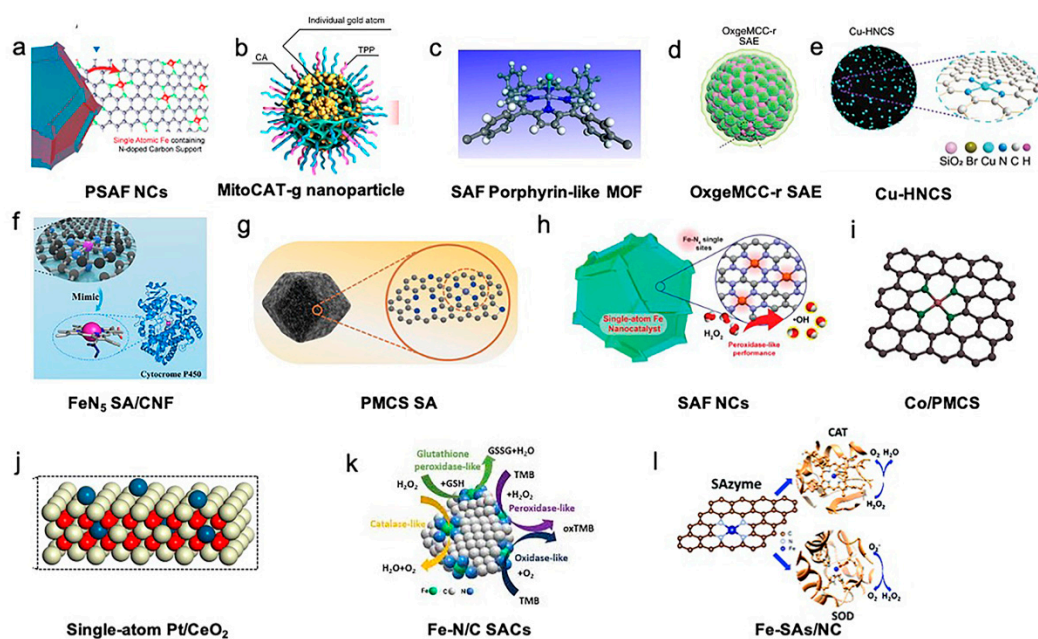 a
Single Atomic Fe containing
N-doped Carbon Support
PSAF NCs
b
Individual gold atom
CA
TPP
MitoCAT-g nanoparticle
c
SAF Porphyrin-like MOF
d
OxgeMCC-r
SAE
OxgeMCC-r SAE
e
Cu-HNCS
SiO₂ Br Cu N C H
Cu-HNCS
f
Mimic
Cytocrome P450
FeN₅ SA/CNF
g
PMCS SA
h
Fe-N₄ single
sites
Single-atom Fe
Nanocatalyst
H₂O₂
•OH
Peroxidase-like
performance
SAF NCs
i
Co/PMCS
j
Single-atom Pt/CeO₂
k
Glutathione
peroxidase-like
GSSG+H₂O
H₂O₂
+GSH
TMB
+H₂O₂
Peroxidase-like
Catalase-like
oxTMB
Oxidase-like
H₂O+O₂
+O₂
Fe C N
TMB
Fe-N/C SACs
l
CAT
O₂ H₂O
H₂O₂
SAzyme
C
N
Fe
O₂⁻
O₂ H₂O₂
SOD
Fe-SAs/NC